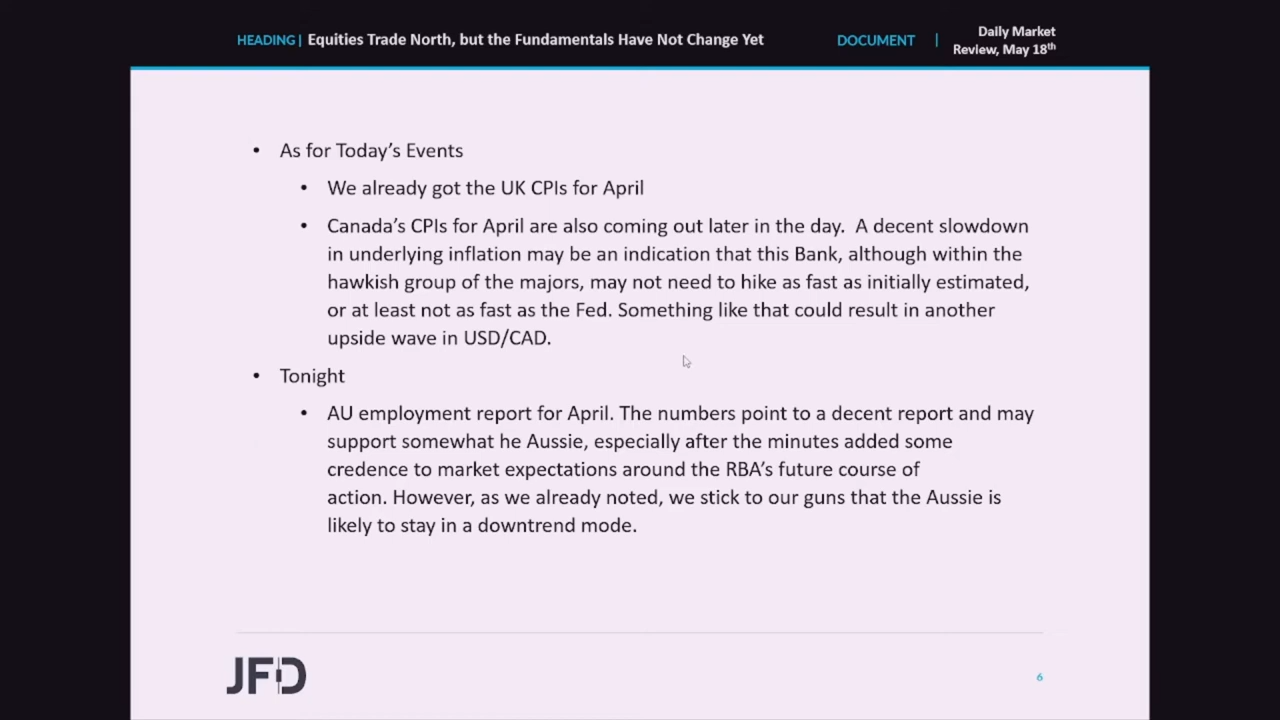 HEADING| Equities Trade North, but the Fundamentals Have Not Change Yet
DOCUMENT |
Daily Market
Review, May 18th
• As for Today's Events
• We already got the UK CPIs for April
• Canada's CPIs for April are also coming out later in the day. A decent slowdown
in underlying inflation may be an indication that this Bank, although within the
hawkish group of the majors, may not need to hike as fast as initially estimated,
or at least not as fast as the Fed. Something like that could result in another
upside wave in USD/CAD.
• Tonight
• AU employment report for April. The numbers point to a decent report and may
support somewhat he Aussie, especially after the minutes added some
credence to market expectations around the RBA's future course of
action. However, as we already noted, we stick to our guns that the Aussie is
likely to stay in a downtrend mode.
JFD
6